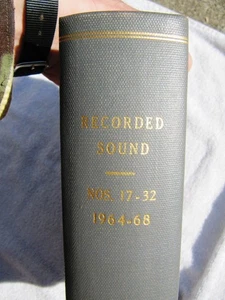 RECORDED
SOUND
NOS. 17-32
1964-68